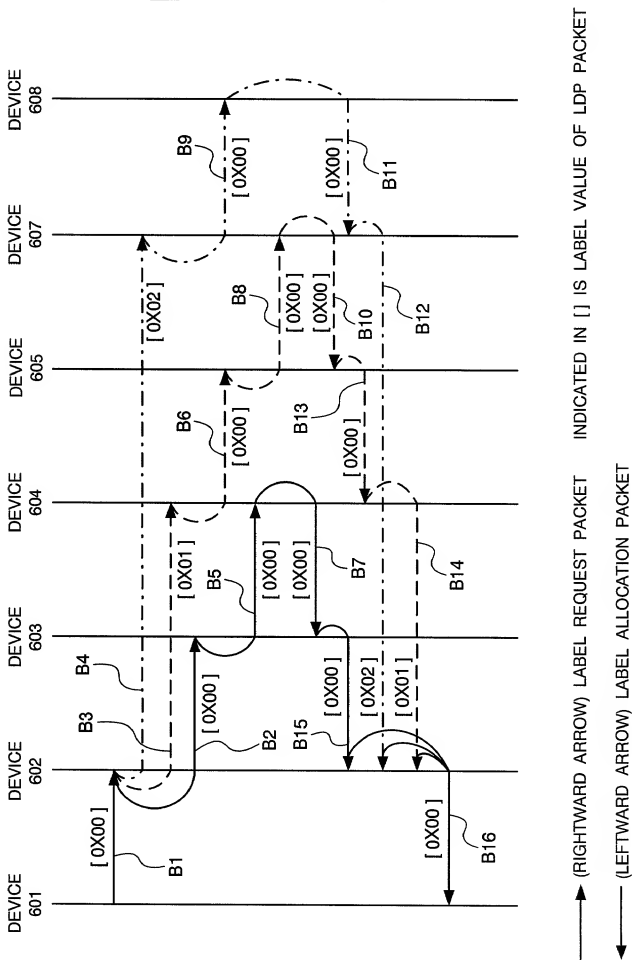 DEVICE 601
DEVICE 602
DEVICE 603
DEVICE 604
DEVICE 605
DEVICE 607
DEVICE 608
[ 0X00 ]
B1
B4
B3
[ 0X02 ]
[ 0X01 ]
[ 0X00 ]
B2
B5
[ 0X00 ]
B6
[ 0X00 ]
B9
[ 0X00 ]
B8
[ 0X00 ]
[ 0X00 ]
B7
[ 0X00 ]
B10
[ 0X00 ]
B11
B15
[ 0X00 ]
B13
[ 0X00 ]
[ 0X02 ]
B12
[ 0X01 ]
B14
[ 0X00 ]
B16
(RIGHTWARD ARROW) LABEL REQUEST PACKET
INDICATED IN [ ] IS LABEL VALUE OF LDP PACKET
(LEFTWARD ARROW) LABEL ALLOCATION PACKET